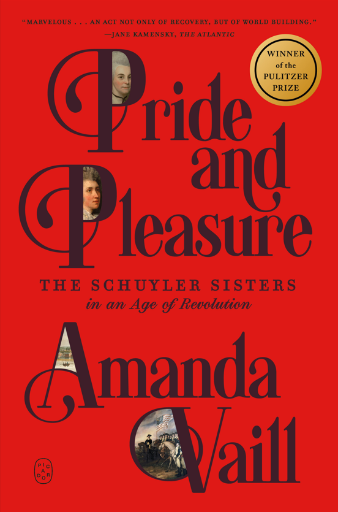 "MARVELOUS . . . AN ACT NOT ONLY OF RECOVERY, BUT OF WORLD BUILDING."
—JANE KAMENSKY, THE ATLANTIC
WINNER
of the
PULITZER
PRIZE
Pride
and
Pleasure
THE SCHUYLER SISTERS
in an Age of Revolution
Amanda
Vaill
PICADOR